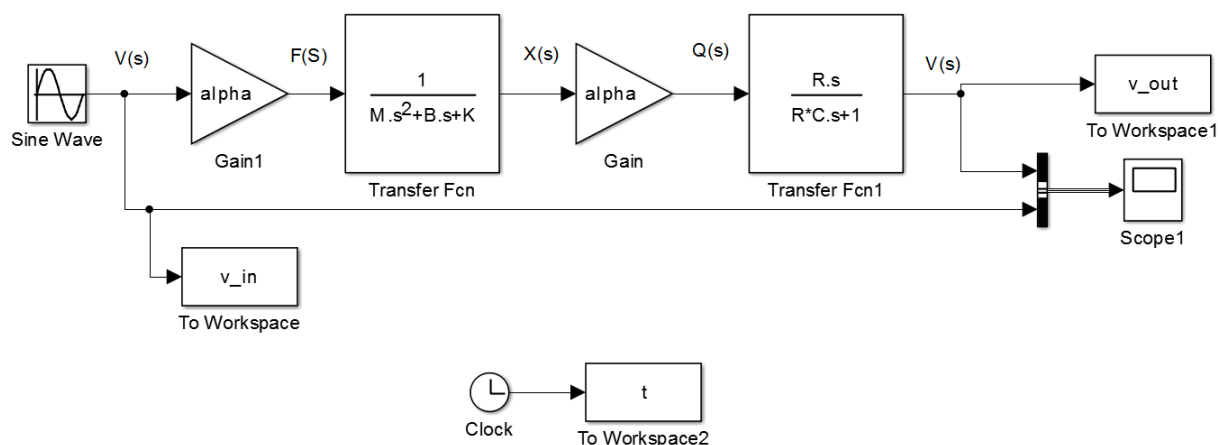 V(s)
F(S)
X(s)
Q(s)
V(s)
alpha
1
M.s²+B.s+K
alpha
R.s
R*C.s+1
v_out
Sine Wave
Gain1
Transfer Fcn
Gain
Transfer Fcn1
To Workspace1
Scope1
v_in
To Workspace
t
Clock
To Workspace2